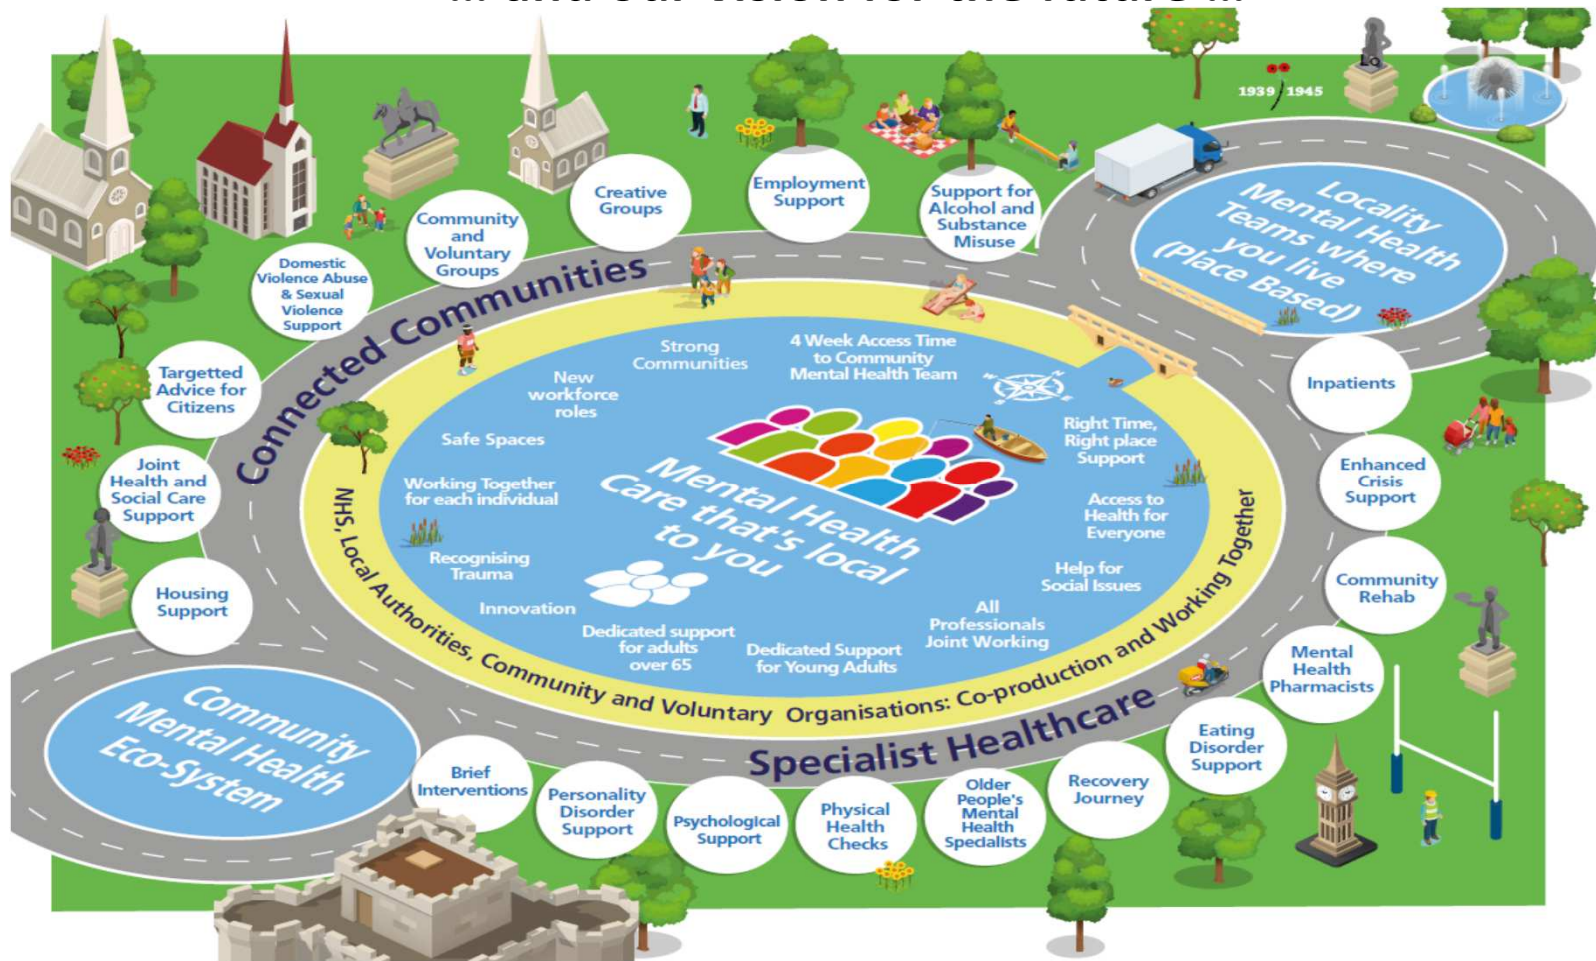 ... and our vision for the future ...
1939 1945
Locality
Mental Health
Teams where
you live
(Place Based)
Employment
Support
Support for
Alcohol and
Substance
Misuse
Creative
Groups
Community
and
Voluntary
Groups
Domestic
Violence Abuse
& Sexual
Violence
Support
Targetted
Advice for
Citizens
Joint
Health and
Social Care
Support
Housing
Support
Connected Communities
Strong
Communities
4 Week Access Time
to Community
Mental Health Team
N
E
S
W
New
workforce
roles
Safe Spaces
Working Together
for each individual
Recognising
Trauma
Innovation
Dedicated support
for adults
over 65
Dedicated Support
for Young Adults
All
Professionals
Joint Working
Help for
Social Issues
Access to
Health for
Everyone
Right Time,
Right place
Support
Mental Health
Care that's local
to you
NHS, Local Authorities, Community and Voluntary Organisations: Co-production and Working Together
Inpatients
Enhanced
Crisis
Support
Community
Rehab
Mental
Health
Pharmacists
Eating
Disorder
Support
Recovery
Journey
Older
People's
Mental
Health
Specialists
Physical
Health
Checks
Psychological
Support
Personality
Disorder
Support
Brief
Interventions
Specialist Healthcare
Community
Mental Health
Eco-System